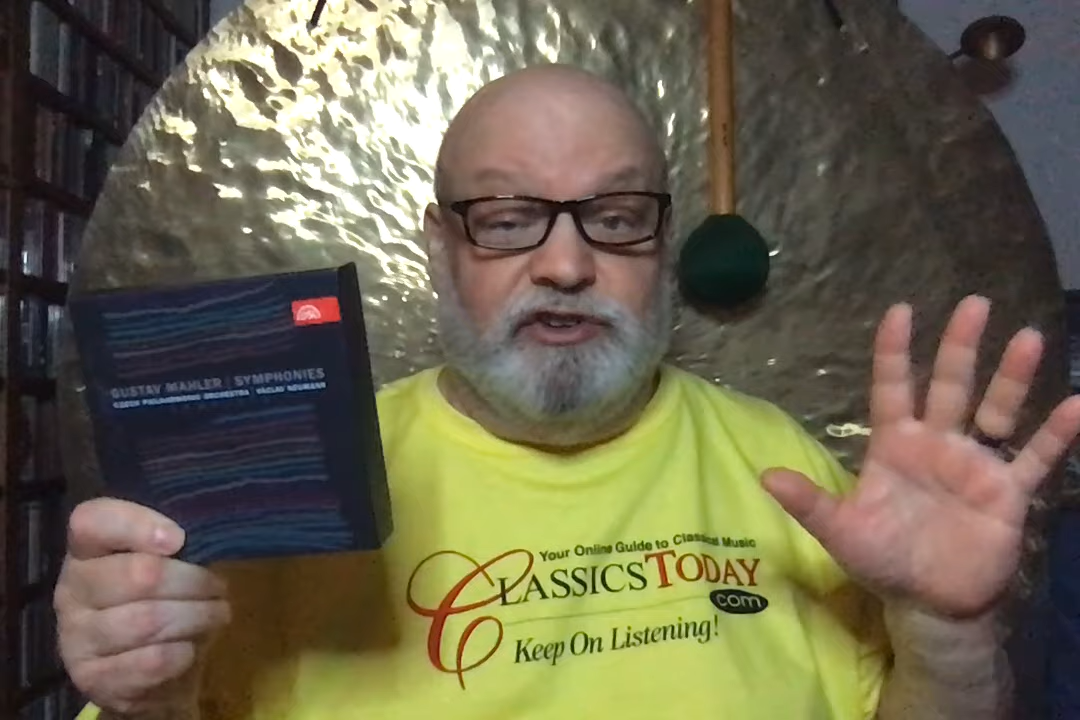 GUSTAV MAHLER | SYMPHONIES
CZECH PHILHARMONIC ORCHESTRA | VÁCLAV NEUMANN
Your Online Guide to Classical Music
CLASSICSTODAY
com
Keep On Listening!